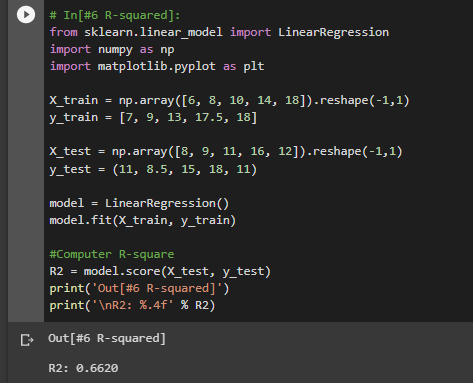 # In[#6 R-squared]:
from sklearn.linear_model import LinearRegression
import numpy as np
import matplotlib.pyplot as plt
X_train = np.array([6, 8, 10, 14, 18]).reshape(-1,1)
y_train = [7, 9, 13, 17.5, 18]
X_test = np.array([8, 9, 11, 16, 12]).reshape(-1,1)
y_test = (11, 8.5, 15, 18, 11)
model = LinearRegression()
model.fit(X_train, y_train)
#Computer R-square
R2 = model.score(X_test, y_test)
print('Out[#6 R-squared]')
print('\nR2: %.4f' % R2)
Out[#6 R-squared]
R2: 0.6620